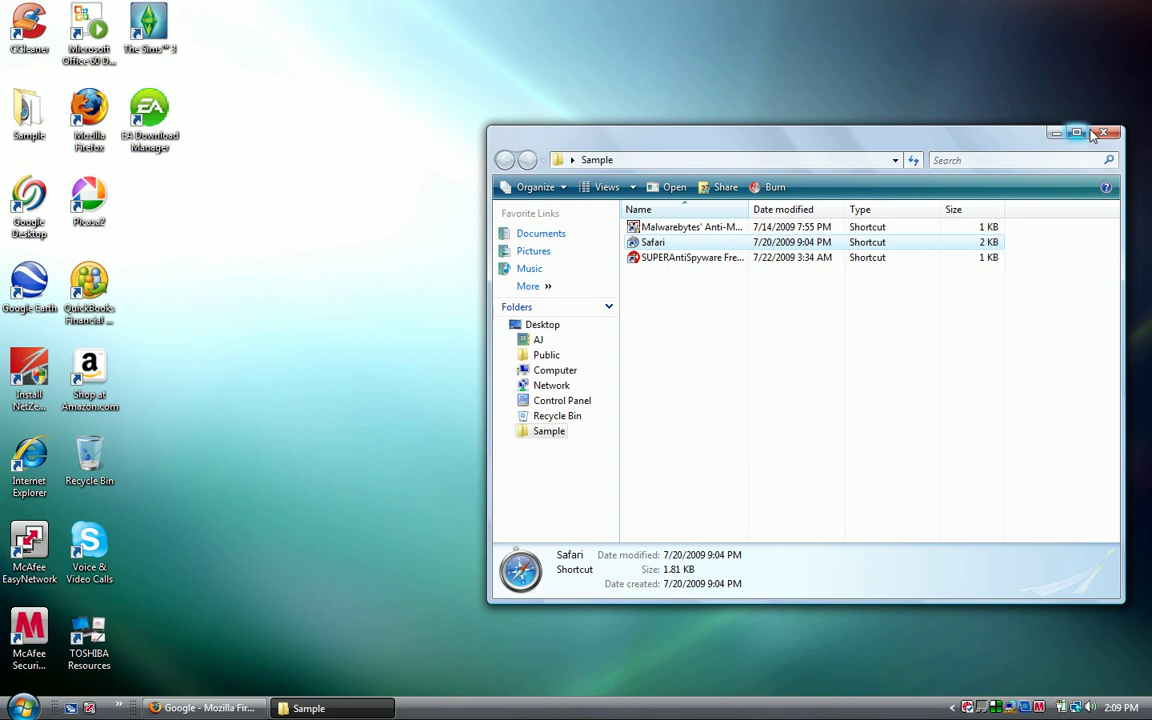 CCleaner
Microsoft Office 60 D...
The Sims™ 3
Sample
Mozilla Firefox
EA Download Manager
Google Desktop
Picasa2
Google Earth
QuickBooks Financial ...
Install NetZe...
Shop at Amazon.com
Internet Explorer
Recycle Bin
McAfee EasyNetwork
Voice & Video Calls
McAfee Securi...
TOSHIBA Resources
Sample
Search
Organize
Views
Open
Share
Burn
Favorite Links
Documents
Pictures
Music
More »
Folders
Desktop
AJ
Public
Computer
Network
Control Panel
Recycle Bin
Sample
Name Date modified Type Size
Malwarebytes' Anti-M... 7/14/2009 7:55 PM Shortcut 1 KB
Safari 7/20/2009 9:04 PM Shortcut 2 KB
SUPERAntiSpyware Fre... 7/22/2009 3:34 AM Shortcut 1 KB
Safari Date modified: 7/20/2009 9:04 PM
Shortcut Size: 1.81 KB
Date created: 7/20/2009 9:04 PM
Google - Mozilla Fir...
Sample
2:09 PM